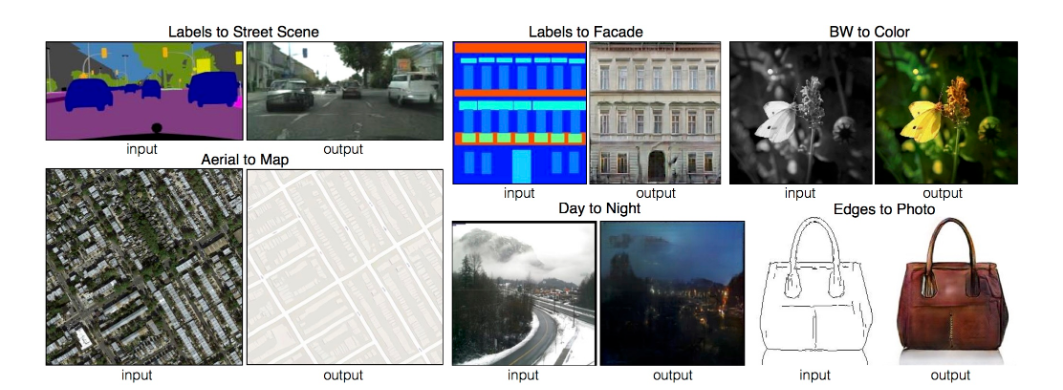 Labels to Street Scene
input
output
Aerial to Map
input
output
Labels to Facade
input
output
BW to Color
input
output
Day to Night
input
output
Edges to Photo
input
output